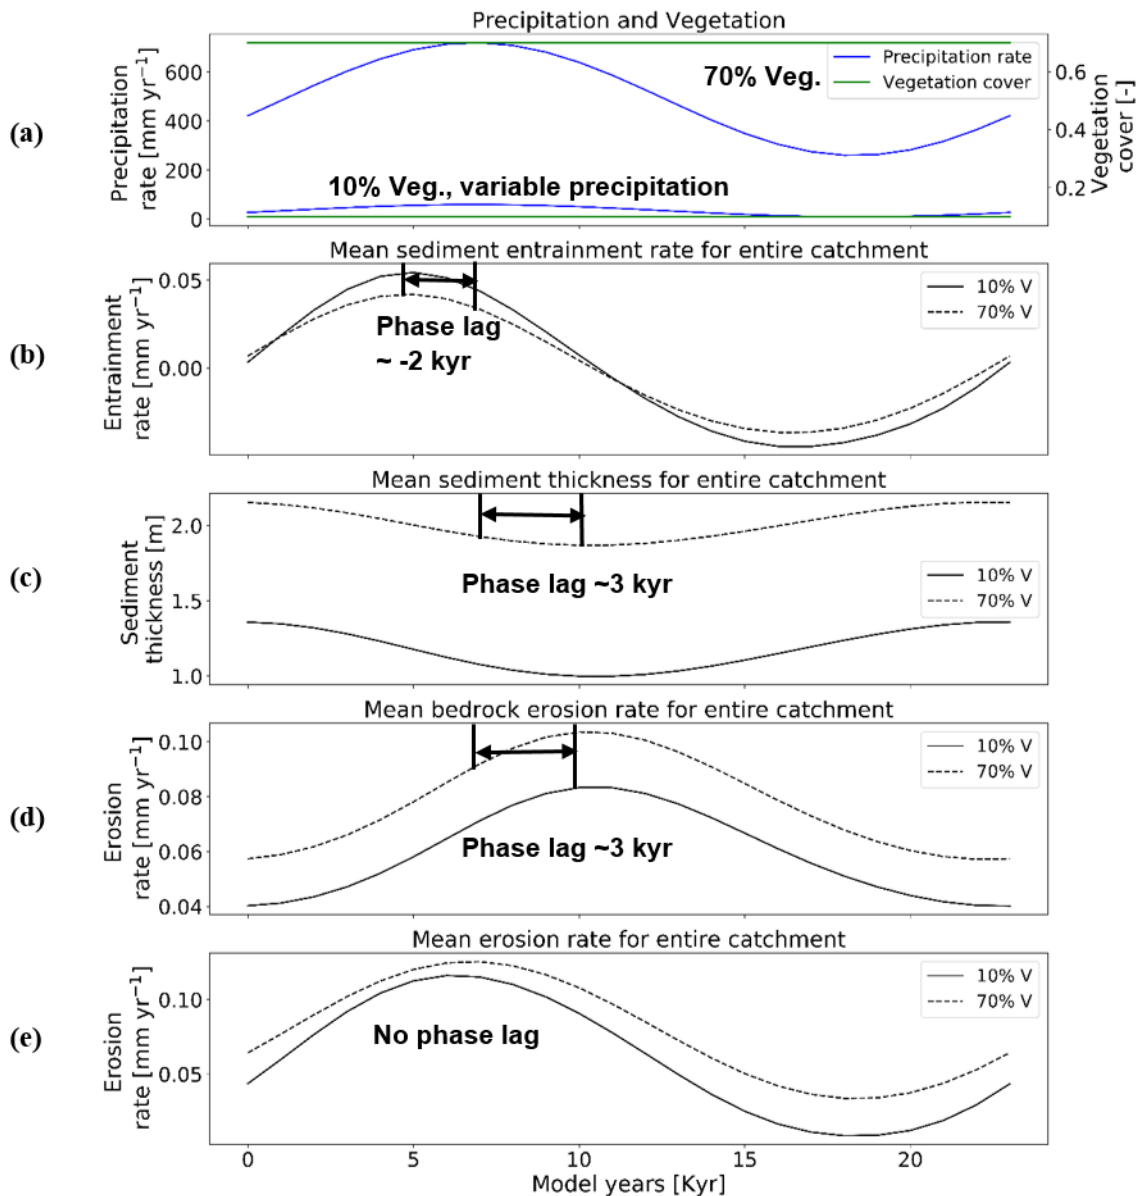 Precipitation and Vegetation
(a)
Precipitation
rate [mm yr⁻¹]
600
400
200
0
70% Veg.
Precipitation rate
Vegetation cover
10% Veg., variable precipitation
0.6
0.4
0.2
Vegetation
cover [-]
Mean sediment entrainment rate for entire catchment
(b)
Entrainment
rate [mm yr⁻¹]
0.05
0.00
Phase lag
~ -2 kyr
10% V
70% V
Mean sediment thickness for entire catchment
(c)
Sediment
thickness [m]
2.0
1.5
1.0
Phase lag ~3 kyr
10% V
70% V
Mean bedrock erosion rate for entire catchment
(d)
Erosion
rate [mm yr⁻¹]
0.10
0.08
0.06
0.04
Phase lag ~3 kyr
10% V
70% V
Mean erosion rate for entire catchment
(e)
Erosion
rate [mm yr⁻¹]
0.10
0.05
No phase lag
10% V
70% V
0 5 10 15 20
Model years [Kyr]